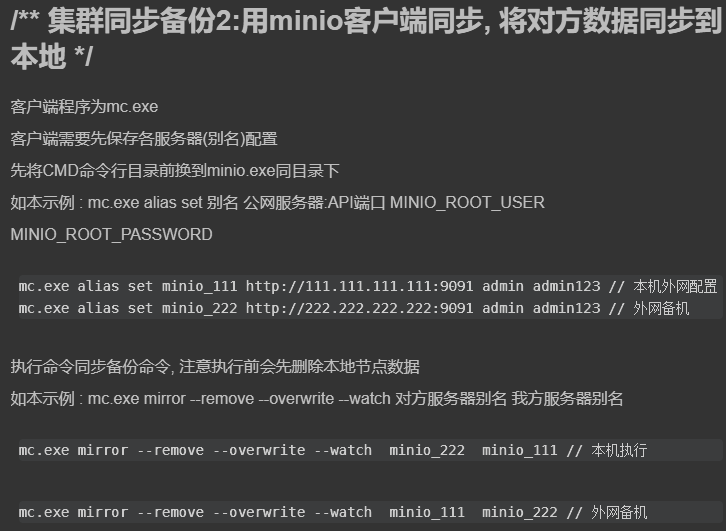 /** 集群同步备份2:用minio客户端同步, 将对方数据同步到
本地 */
客户端程序为mc.exe
客户端需要先保存各服务器(别名)配置
先将CMD命令行目录前换到minio.exe同目录下
如本示例 : mc.exe alias set 别名 公网服务器:API端口 MINIO_ROOT_USER
MINIO_ROOT_PASSWORD
mc.exe alias set minio_111 http://111.111.111.111:9091 admin admin123 // 本机外网配置
mc.exe alias set minio_222 http://222.222.222.222:9091 admin admin123 // 外网备机
执行命令同步备份命令, 注意执行前会先删除本地节点数据
如本示例 : mc.exe mirror --remove --overwrite --watch 对方服务器别名 我方服务器别名
mc.exe mirror --remove --overwrite --watch  minio_222  minio_111 // 本机执行
mc.exe mirror --remove --overwrite --watch  minio_111  minio_222 // 外网备机